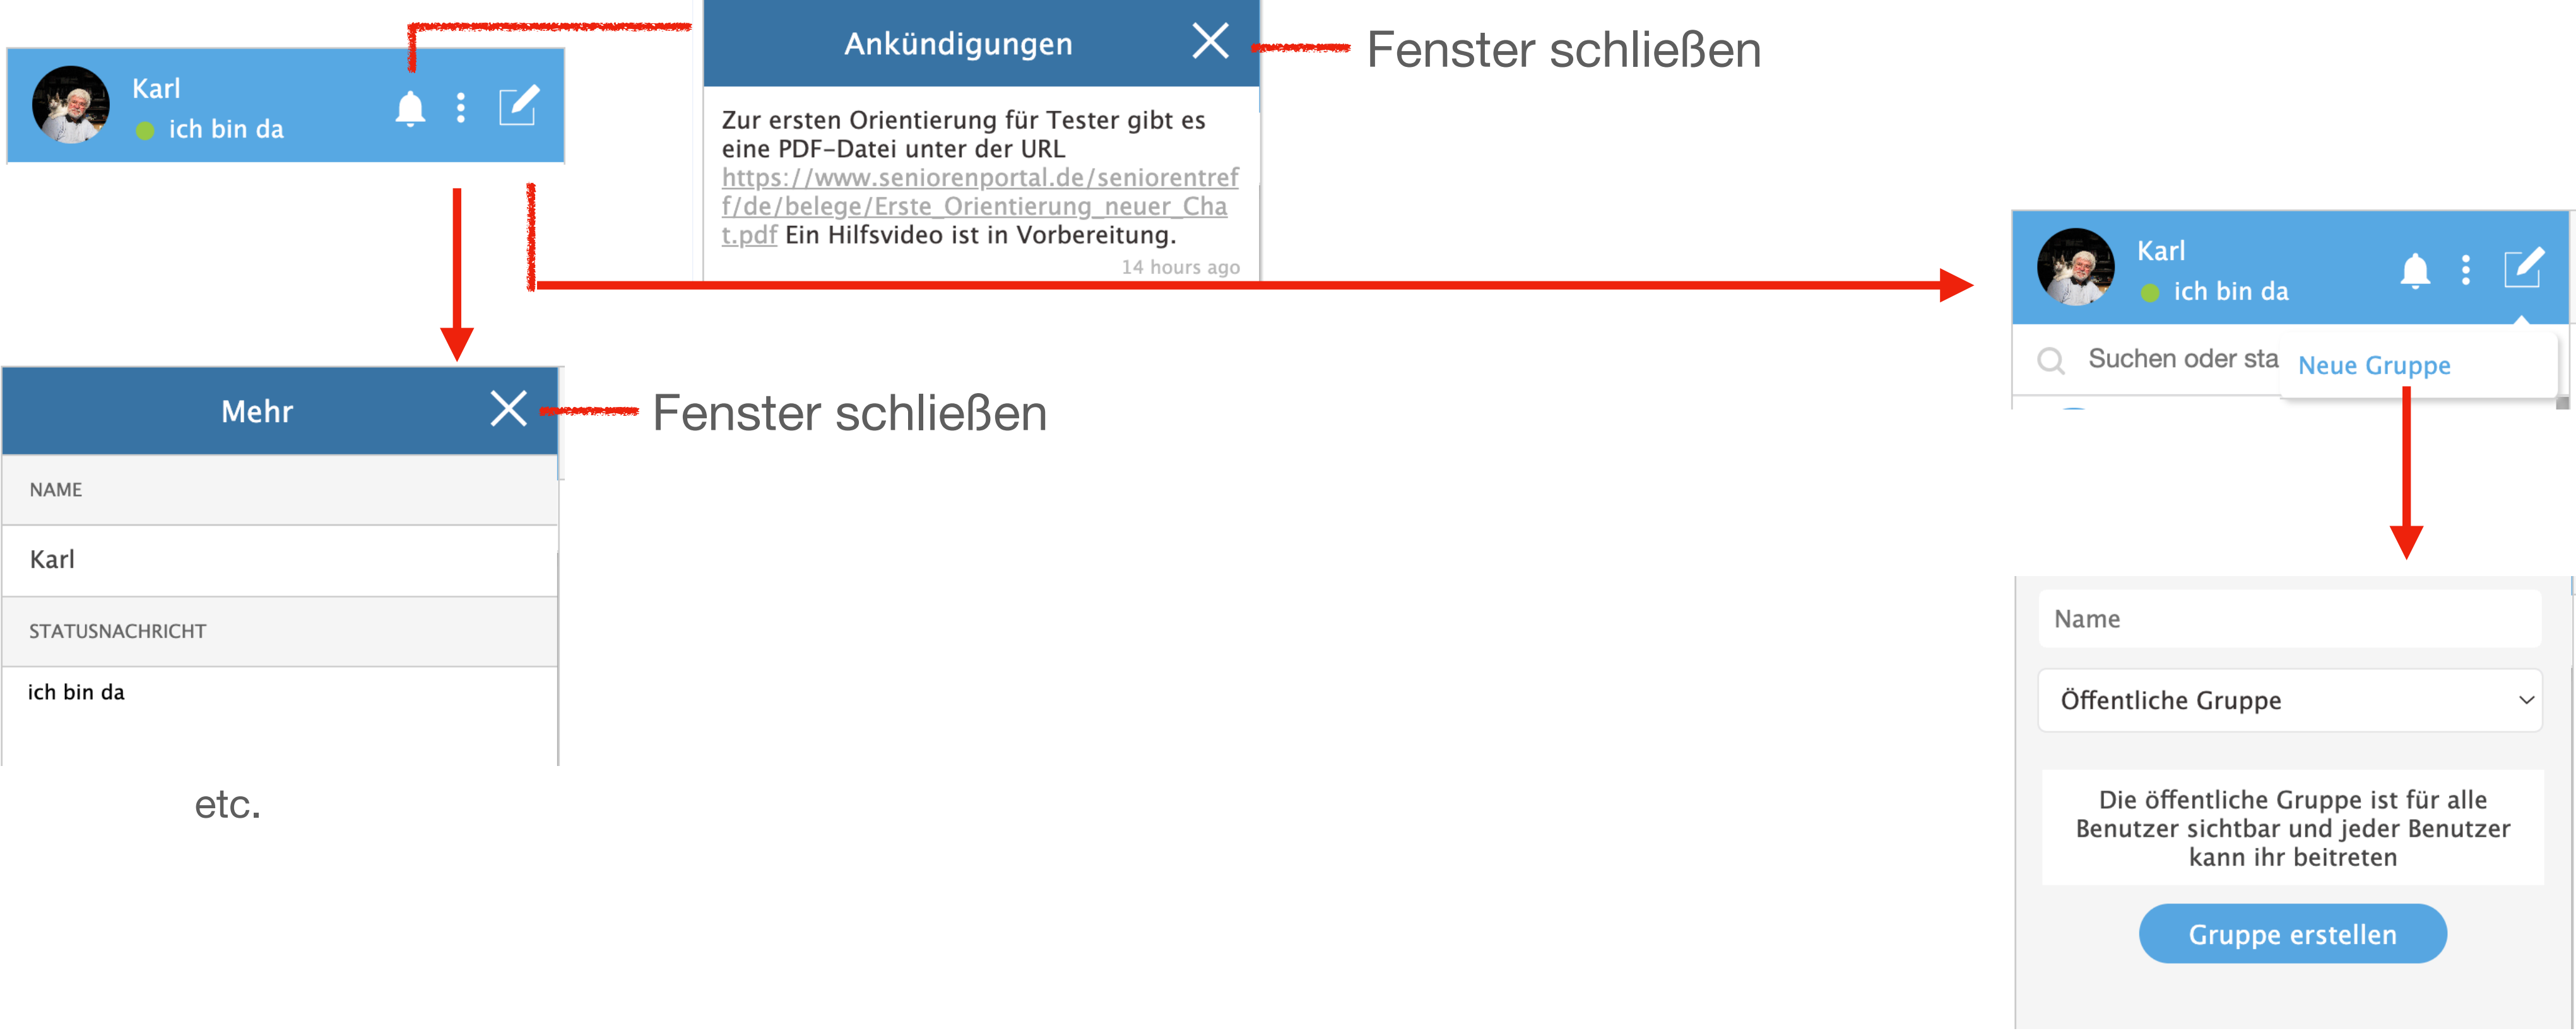 Karl
ich bin da
Ankündigungen
Fenster schließen
Zur ersten Orientierung für Tester gibt es
eine PDF-Datei unter der URL
https://www.seniorenportal.de/seniorentref
f/de/belege/Erste_Orientierung_neuer_Cha
t.pdf Ein Hilfsvideo ist in Vorbereitung.
14 hours ago
Karl
ich bin da
Suchen oder sta
Neue Gruppe
Mehr
Fenster schließen
NAME
Karl
STATUSNACHRICHT
ich bin da
etc.
Name
Öffentliche Gruppe
Die öffentliche Gruppe ist für alle
Benutzer sichtbar und jeder Benutzer
kann ihr beitreten
Gruppe erstellen